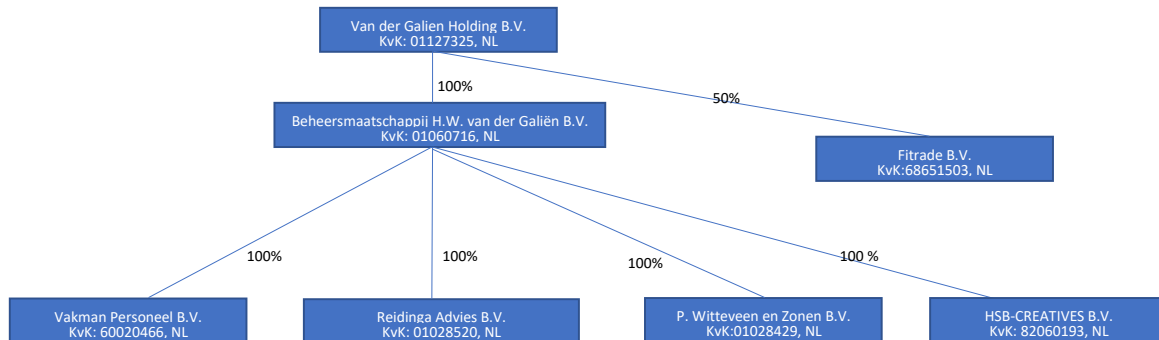 Van der Galien Holding B.V.
KvK: 01127325, NL
100%
50%
Beheersmaatschappij H.W. van der Galiën B.V.
KvK: 01060716, NL
Fitrade B.V.
KvK:68651503, NL
100%
100%
100%
100 %
Vakman Personeel B.V.
KvK: 60020466, NL
Reidinga Advies B.V.
KvK: 01028520, NL
P. Witteveen en Zonen B.V.
KvK:01028429, NL
HSB-CREATIVES B.V.
KvK: 82060193, NL